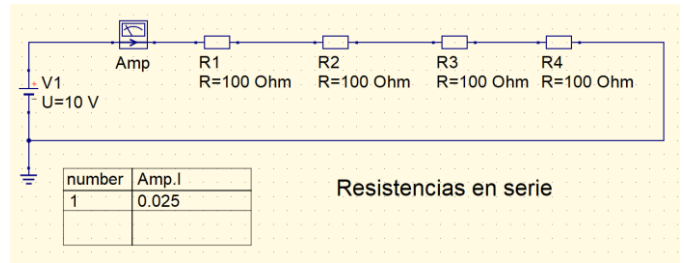 Amp
R1
R=100 Ohm
R2
R=100 Ohm
R3
R=100 Ohm
R4
R=100 Ohm
V1
U=10 V
number Amp.I
1 0.025
Resistencias en serie